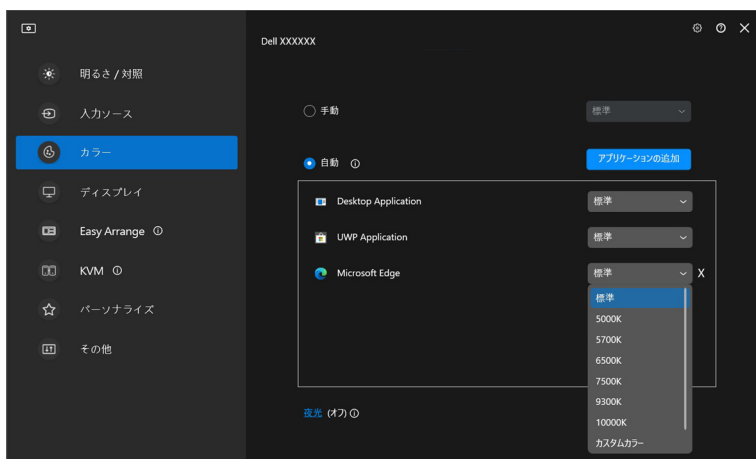 Dell XXXXXX
明るさ / 対照
入力ソース
カラー
ディスプレイ
Easy Arrange
KVM
パーソナライズ
その他
手動
標準
自動
アプリケーションの追加
Desktop Application
標準
UWP Application
標準
Microsoft Edge
標準
X
標準
5000K
5700K
6500K
7500K
9300K
10000K
カスタムカラー
夜光 (オフ)